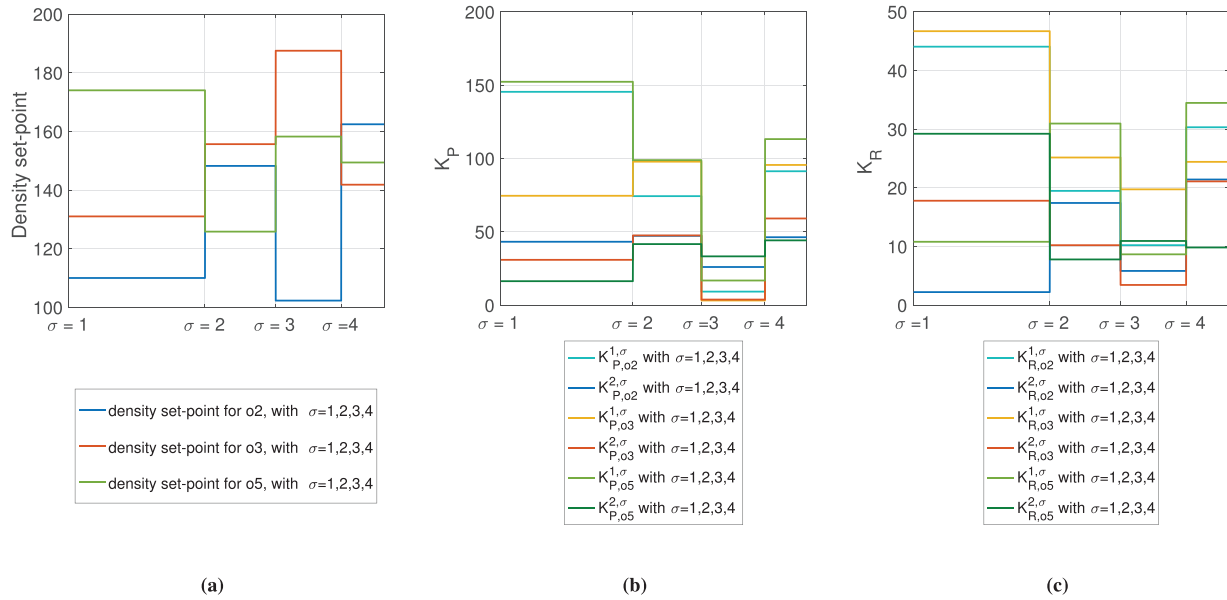 200
180
160
140
120
100
Density set-point
σ = 1
σ = 2
σ = 3
σ =4
density set-point for o2, with σ=1,2,3,4
density set-point for o3, with σ=1,2,3,4
density set-point for o5, with σ=1,2,3,4
(a)
200
150
100
50
0
K_P
σ = 1
σ = 2
σ =3
σ = 4
K_{P,o2}^{1,σ} with σ=1,2,3,4
K_{P,o2}^{2,σ} with σ=1,2,3,4
K_{P,o3}^{1,σ} with σ=1,2,3,4
K_{P,o3}^{2,σ} with σ=1,2,3,4
K_{P,o5}^{1,σ} with σ=1,2,3,4
K_{P,o5}^{2,σ} with σ=1,2,3,4
(b)
50
40
30
20
10
0
K_R
σ =1
σ = 2
σ = 3
σ = 4
K_{R,o2}^{1,σ} with σ=1,2,3,4
K_{R,o2}^{2,σ} with σ=1,2,3,4
K_{R,o3}^{1,σ} with σ=1,2,3,4
K_{R,o3}^{2,σ} with σ=1,2,3,4
K_{R,o5}^{1,σ} with σ=1,2,3,4
K_{R,o5}^{2,σ} with σ=1,2,3,4
(c)